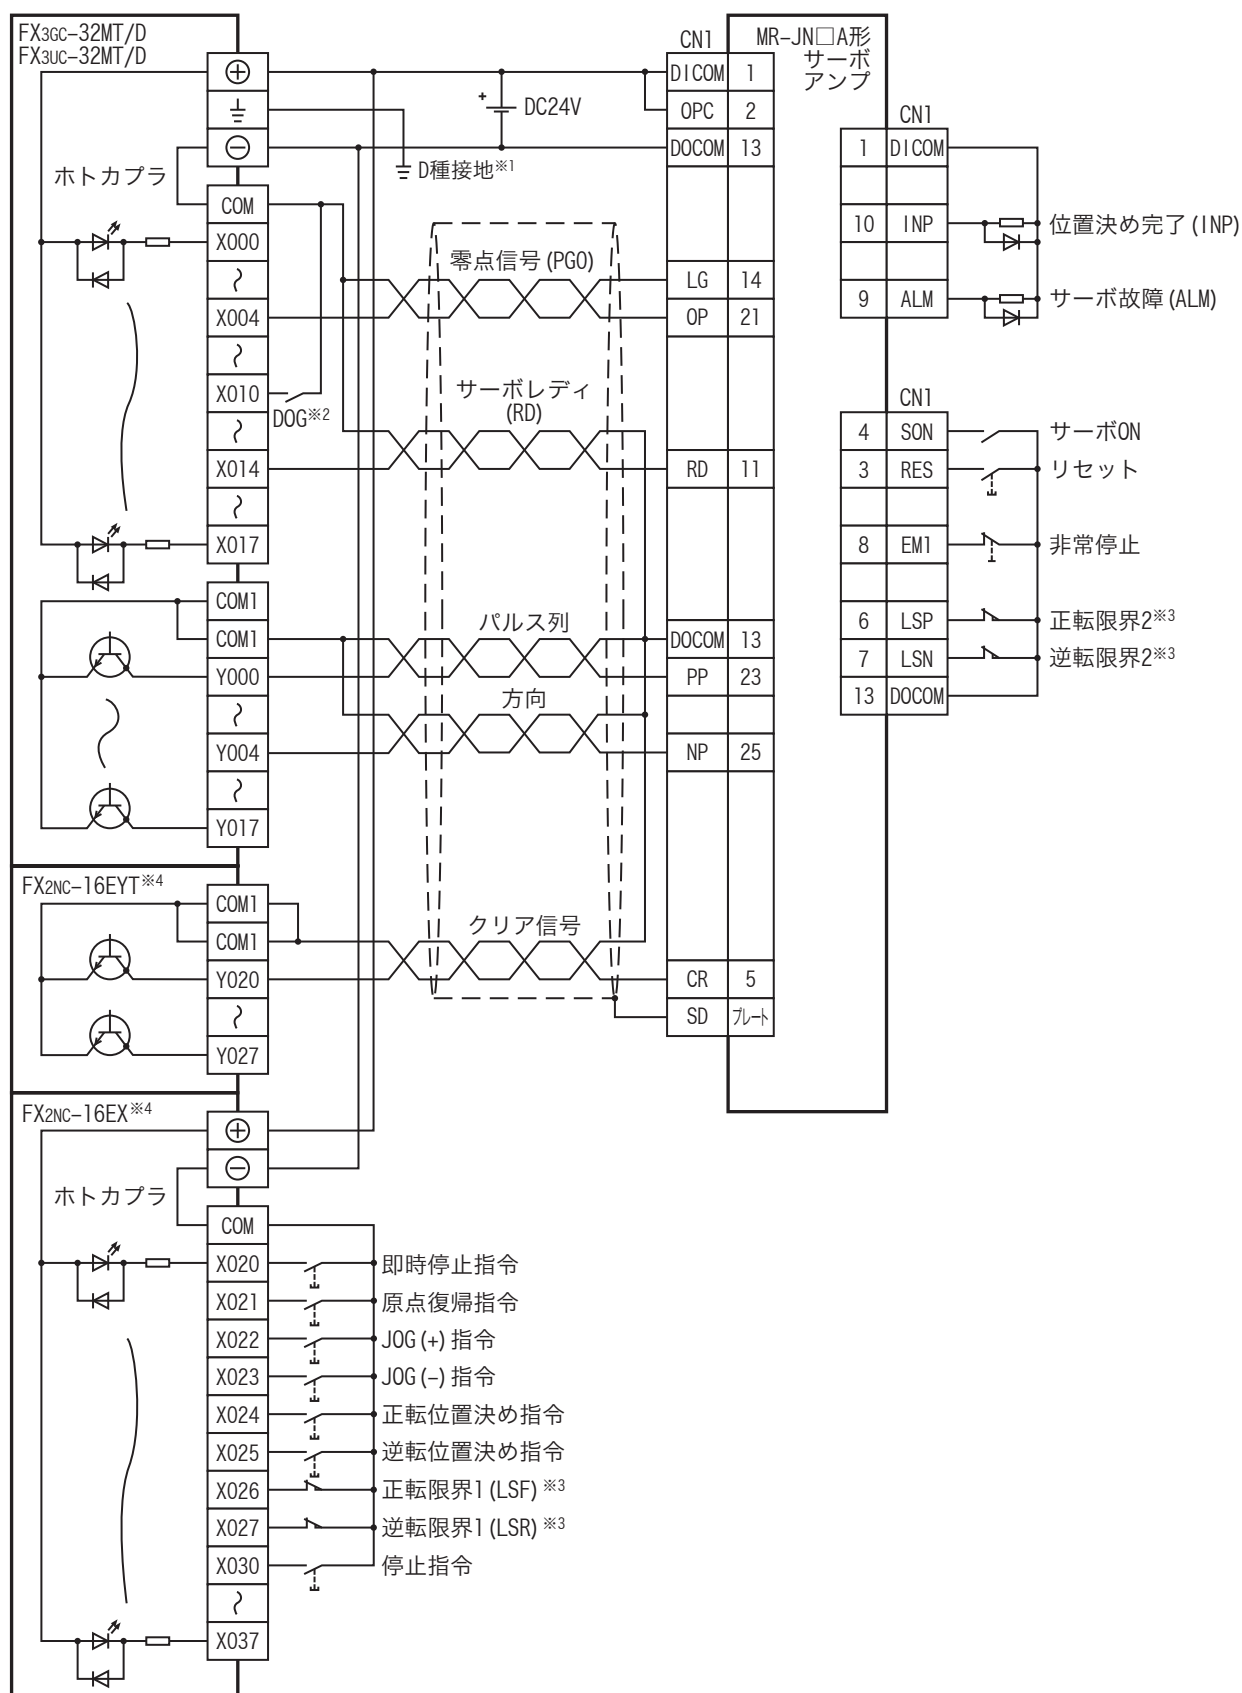 FX3GC-32MT/D
FX3UC-32MT/D
⊕
⊖
ホトカプラ
COM
X000
X004
X010
X014
X017
COM1
COM1
Y000
Y004
Y017
+
DC24V
D種接地※1
DOG※2
零点信号(PG0)
サーボレディ
(RD)
パルス列
方向
クリア信号
CN1
MR-JN□A形
サーボ
アンプ
DICOM 1
OPC 2
DOCOM 13
LG 14
OP 21
RD 11
DOCOM 13
PP 23
NP 25
CR 5
SD プレート
CN1
1 DICOM
10 INP 位置決め完了(INP)
9 ALM サーボ故障(ALM)
CN1
4 SON サーボON
3 RES リセット
8 EM1 非常停止
6 LSP 正転限界2※3
7 LSN 逆転限界2※3
13 DOCOM
FX2NC-16EYT※4
COM1
COM1
Y020
Y027
FX2NC-16EX※4
⊕
⊖
ホトカプラ
COM
X020 即時停止指令
X021 原点復帰指令
X022 JOG(+)指令
X023 JOG(-)指令
X024 正転位置決め指令
X025 逆転位置決め指令
X026 正転限界1(LSF)※3
X027 逆転限界1(LSR)※3
X030 停止指令
X037